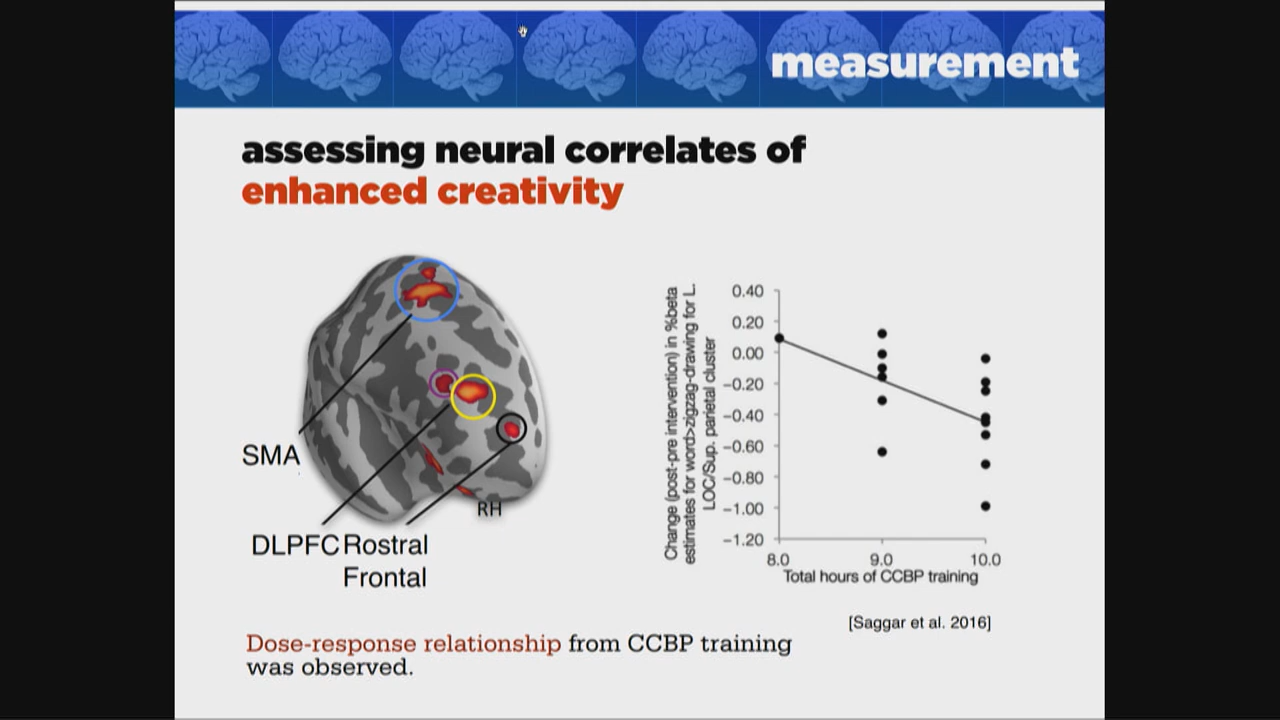 measurement
assessing neural correlates of
enhanced creativity
SMA
DLPFC
Rostral
Frontal
RH
Change (post-pre intervention) in %beta
estimates for word>zigzag-drawing for L.
LOC/Sup. parietal cluster
0.40
0.20
0.00
−0.20
−0.40
−0.60
−0.80
−1.00
−1.20
8.0 9.0 10.0
Total hours of CCBP training
[Saggar et al. 2016]
Dose-response relationship from CCBP training
was observed.